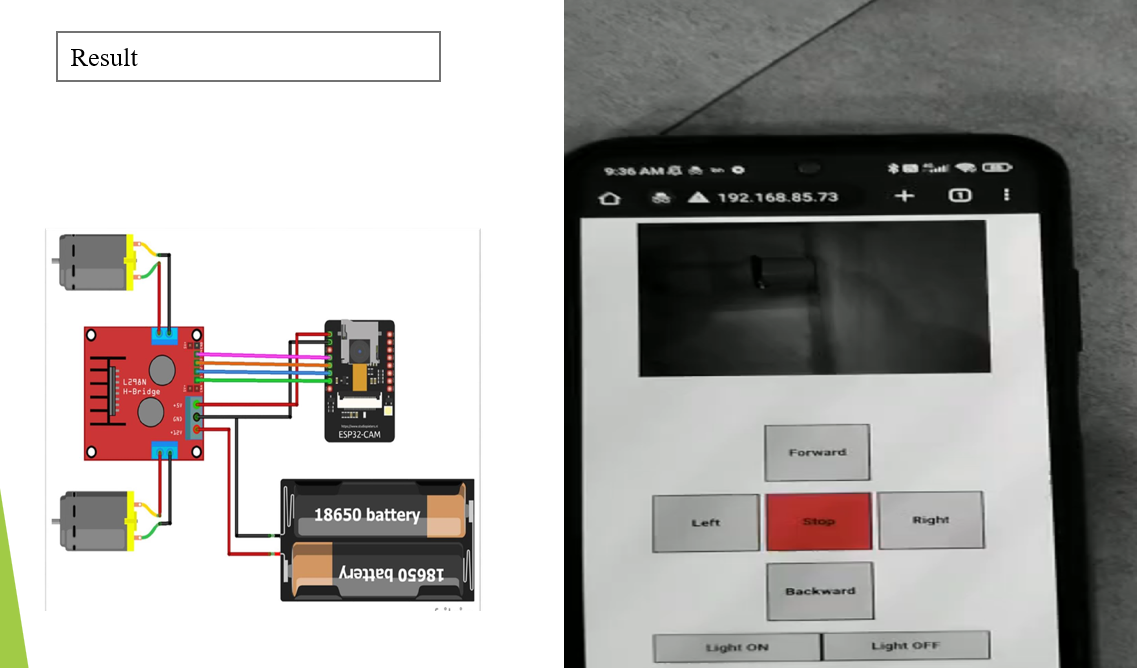 Result
L298N
H-Bridge
+5V
GND
+12V
ESP32-CAM
18650 battery
18650 battery
9:36 AM
192.168.85.73
1
Forward
Left
Stop
Right
Backward
Light ON
Light OFF